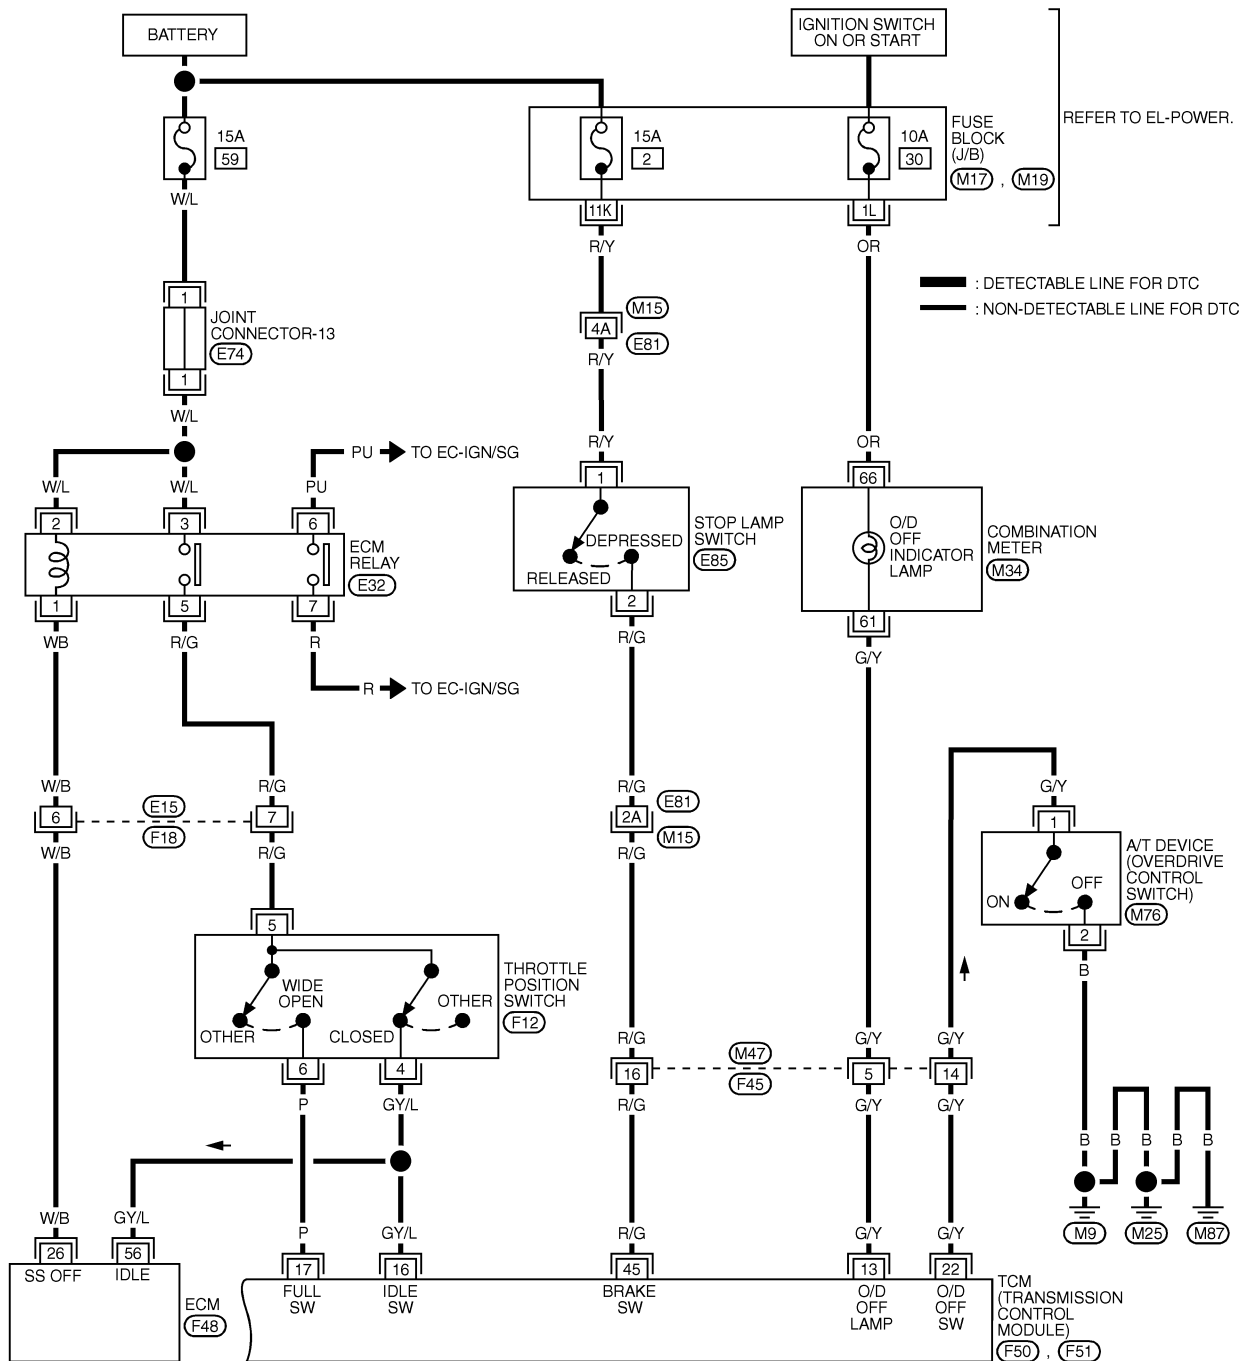 BATTERY
IGNITION SWITCH
ON OR START
15A
59
15A
2
10A
30
FUSE
BLOCK
(J/B)
M17 , M19
REFER TO EL-POWER.
W/L
11K
1L
R/Y
OR
: DETECTABLE LINE FOR DTC
: NON-DETECTABLE LINE FOR DTC
1
JOINT
CONNECTOR-13
E74
1
M15
4A
E81
R/Y
W/L
R/Y
OR
PU
TO EC-IGN/SG
W/L
W/L
PU
1
66
2
3
6
ECM
RELAY
E32
DEPRESSED
RELEASED
STOP LAMP
SWITCH
E85
O/D
OFF
INDICATOR
LAMP
COMBINATION
METER
M34
1
5
7
2
61
WB
R/G
R
R/G
G/Y
R
TO EC-IGN/SG
W/B
R/G
R/G
G/Y
6
E15
F18
7
E81
2A
M15
1
W/B
R/G
R/G
A/T DEVICE
(OVERDRIVE
CONTROL
SWITCH)
M76
ON
OFF
5
2
B
WIDE
OPEN
OTHER
OTHER
CLOSED
THROTTLE
POSITION
SWITCH
F12
R/G
G/Y
G/Y
6
4
16
M47
F45
5
14
P
GY/L
R/G
G/Y
G/Y
B
B
B
B
B
W/B
GY/L
P
GY/L
R/G
G/Y
G/Y
M9
M25
M87
26
56
17
16
45
13
22
SS OFF
IDLE
FULL
SW
IDLE
SW
BRAKE
SW
O/D
OFF
LAMP
O/D
OFF
SW
ECM
F48
TCM
(TRANSMISSION
CONTROL
MODULE)
F50 , F51